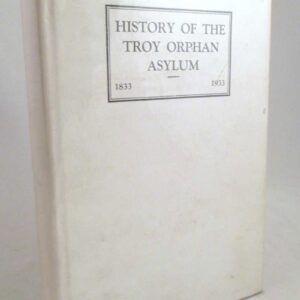 HISTORY OF THE
TROY ORPHAN
ASYLUM
1833 1933